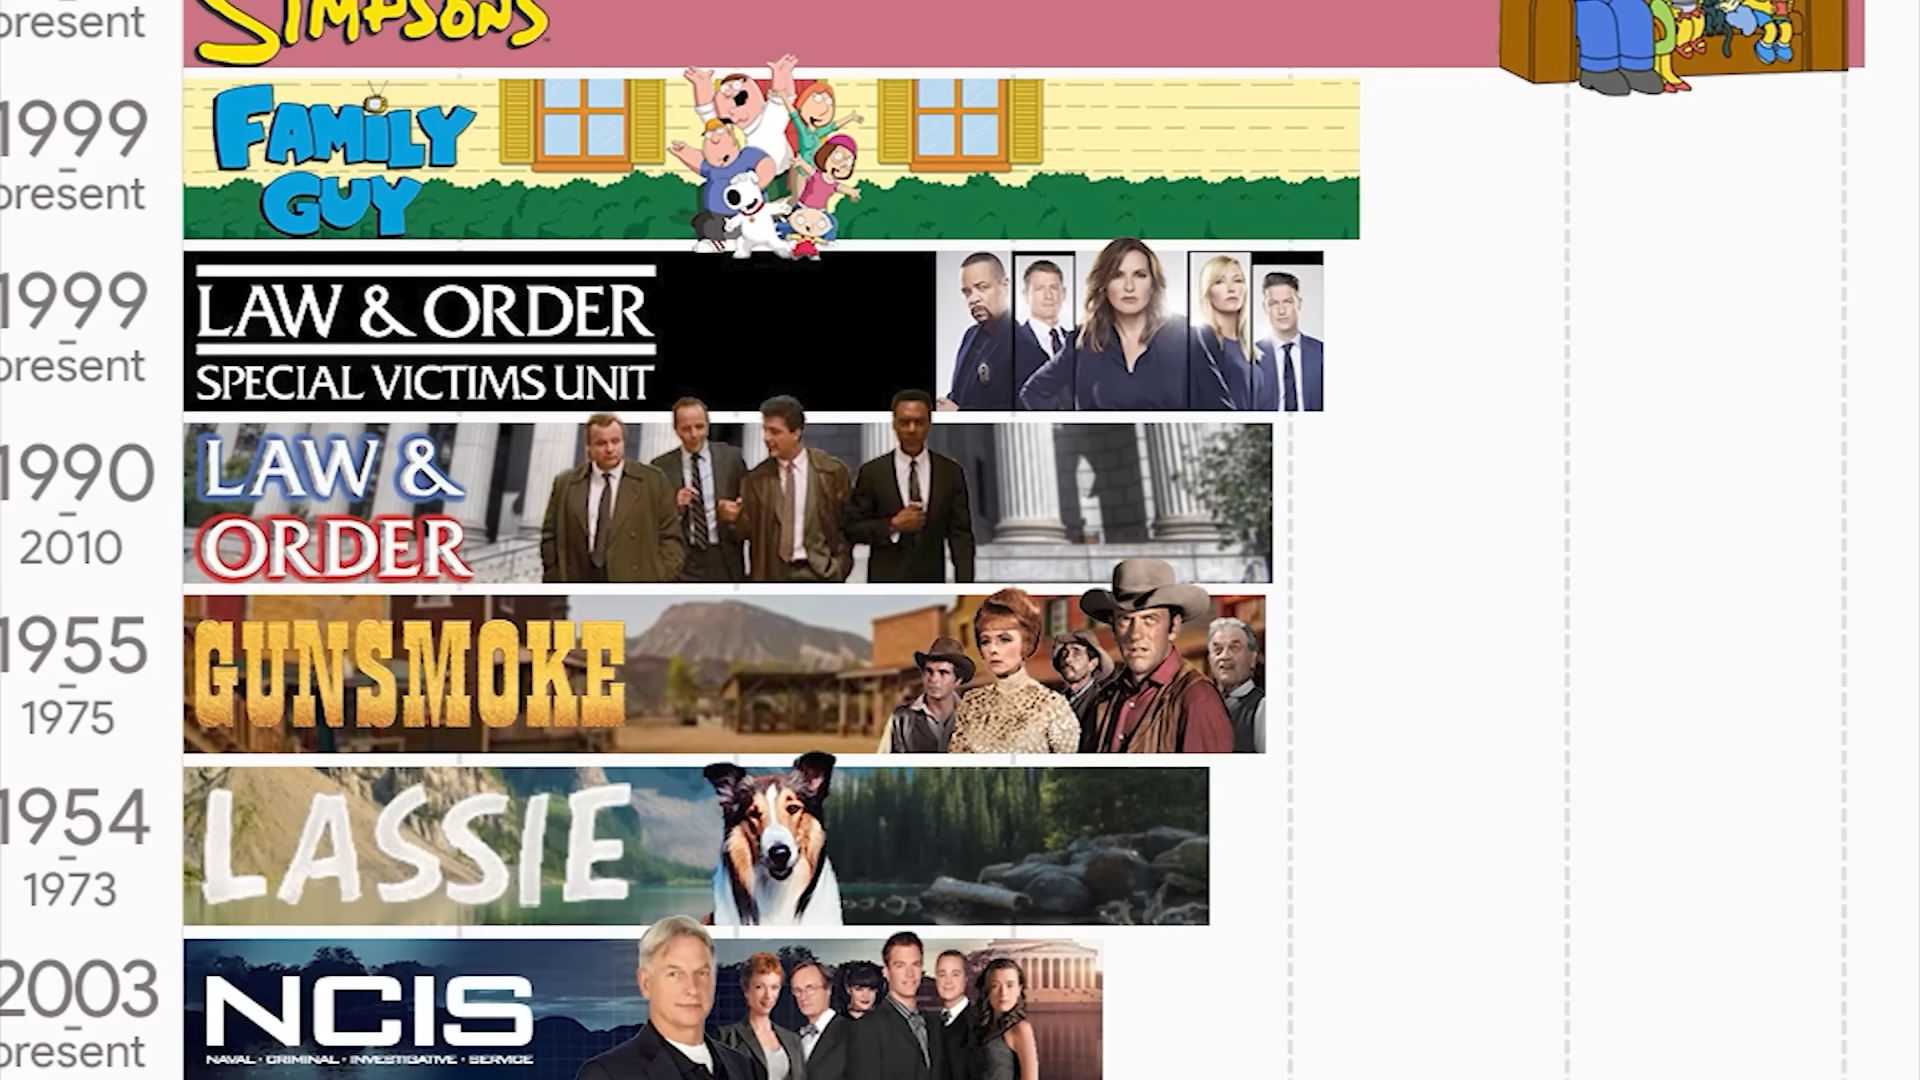 present
SIMPSONS
1999
-
present
FAMILY
GUY
1999
-
present
LAW & ORDER
SPECIAL VICTIMS UNIT
1990
-
2010
LAW &
ORDER
1955
-
1975
GUNSMOKE
1954
-
1973
LASSIE
2003
-
present
NCIS
NAVAL · CRIMINAL · INVESTIGATIVE · SERVICE